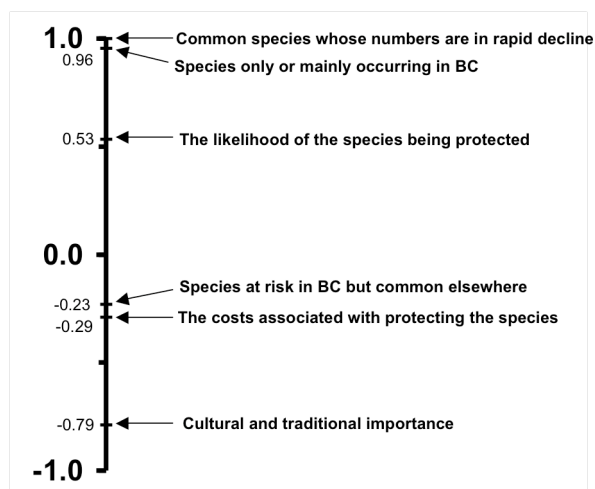 1.0 Common species whose numbers are in rapid decline
0.96 Species only or mainly occurring in BC
0.53 The likelihood of the species being protected
0.0
-0.23 Species at risk in BC but common elsewhere
-0.29 The costs associated with protecting the species
-0.79 Cultural and traditional importance
-1.0